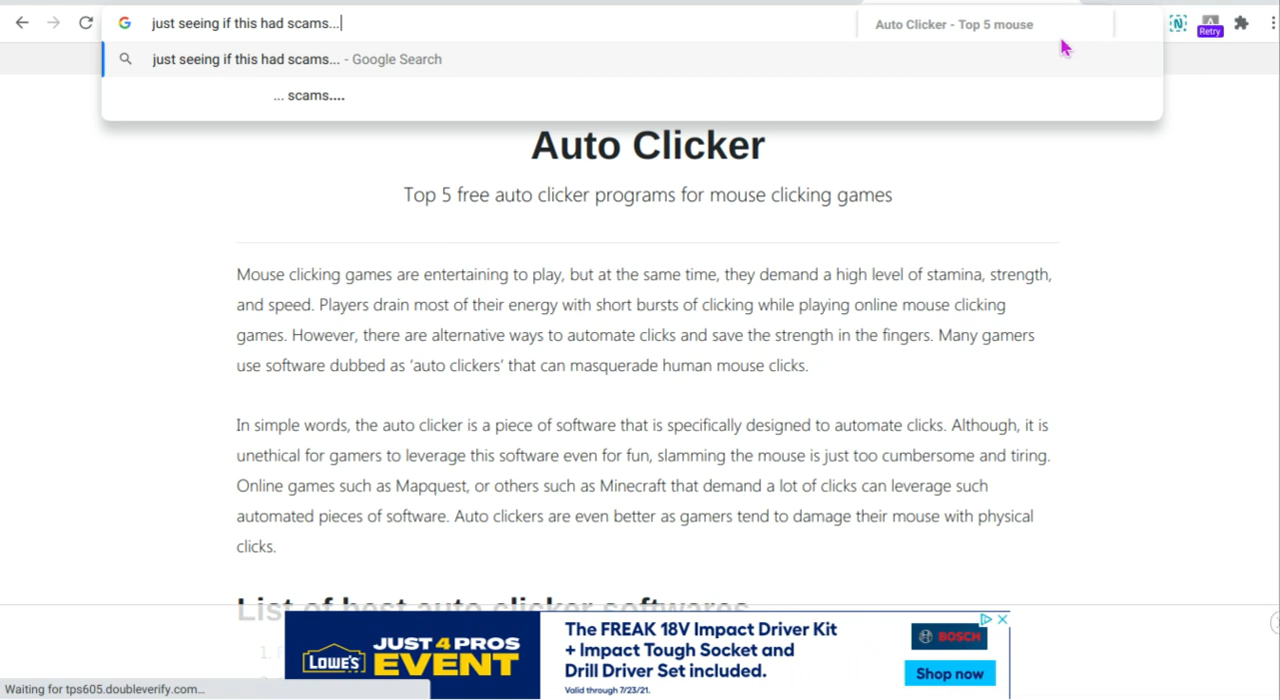 just seeing if this had scams...
Auto Clicker - Top 5 mouse
Retry
just seeing if this had scams... - Google Search
... scams....
Auto Clicker
Top 5 free auto clicker programs for mouse clicking games
Mouse clicking games are entertaining to play, but at the same time, they demand a high level of stamina, strength,
and speed. Players drain most of their energy with short bursts of clicking while playing online mouse clicking
games. However, there are alternative ways to automate clicks and save the strength in the fingers. Many gamers
use software dubbed as ‘auto clickers’ that can masquerade human mouse clicks.
In simple words, the auto clicker is a piece of software that is specifically designed to automate clicks. Although, it is
unethical for gamers to leverage this software even for fun, slamming the mouse is just too cumbersome and tiring.
Online games such as Mapquest, or others such as Minecraft that demand a lot of clicks can leverage such
automated pieces of software. Auto clickers are even better as gamers tend to damage their mouse with physical
clicks.
List of best auto clicker softwares
1.
LOWE'S
JUST 4 PROS
EVENT
The FREAK 18V Impact Driver Kit
+ Impact Tough Socket and
Drill Driver Set included.
Valid through 7/23/21.
BOSCH
Shop now
Waiting for tps605.doubleverify.com...